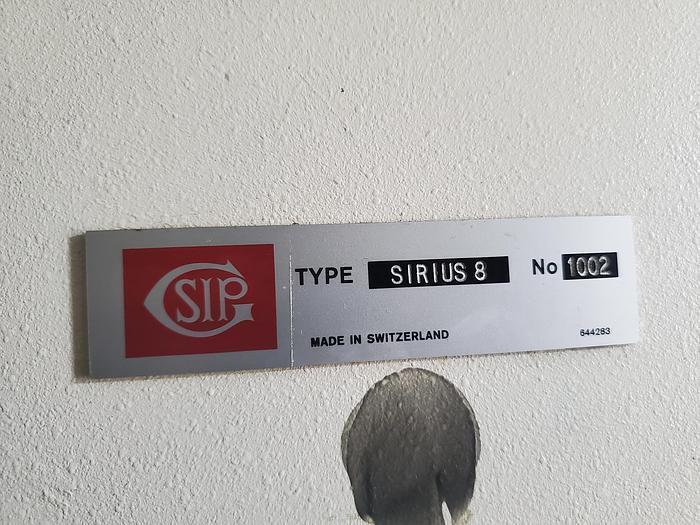 SIP
TYPE SIRIUS 8 No 1002
MADE IN SWITZERLAND
644283